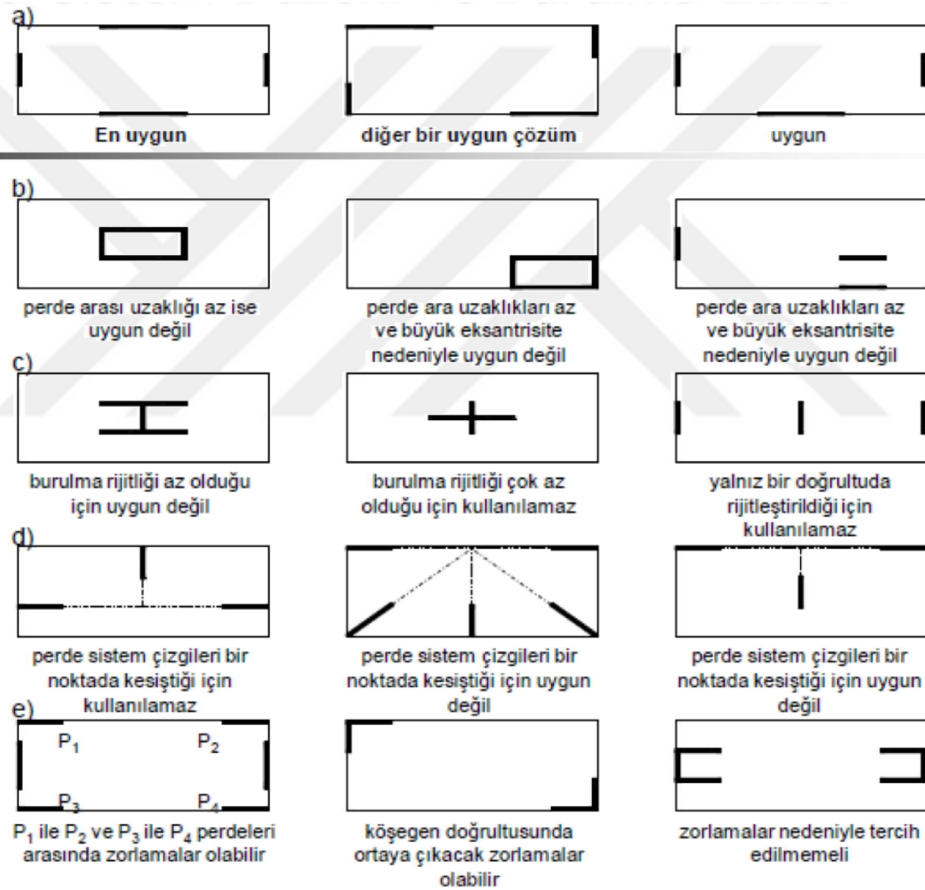 a)
En uygun
diğer bir uygun çözüm
uygun
b)
perde arası uzaklığı az ise
uygun değil
perde ara uzaklıkları az
ve büyük eksantrisite
nedeniyle uygun değil
perde ara uzaklıkları az
ve büyük eksantrisite
nedeniyle uygun değil
c)
burulma rijitliği az olduğu
için uygun değil
burulma rijitliği çok az
olduğu için kullanılamaz
yalnız bir doğrultuda
rijitleştirildiği için
kullanılamaz
d)
perde sistem çizgileri bir
noktada kesiştiği için
kullanılamaz
perde sistem çizgileri bir
noktada kesiştiği için uygun
değil
perde sistem çizgileri bir
noktada kesiştiği için uygun
değil
e)
P₁ P₂
P₃ P₄
P₁ ile P₂ ve P₃ ile P₄ perdeleri
arasında zorlamalar olabilir
köşegen doğrultusunda
ortaya çıkacak zorlamalar
olabilir
zorlamalar nedeniyle tercih
edilmemeli